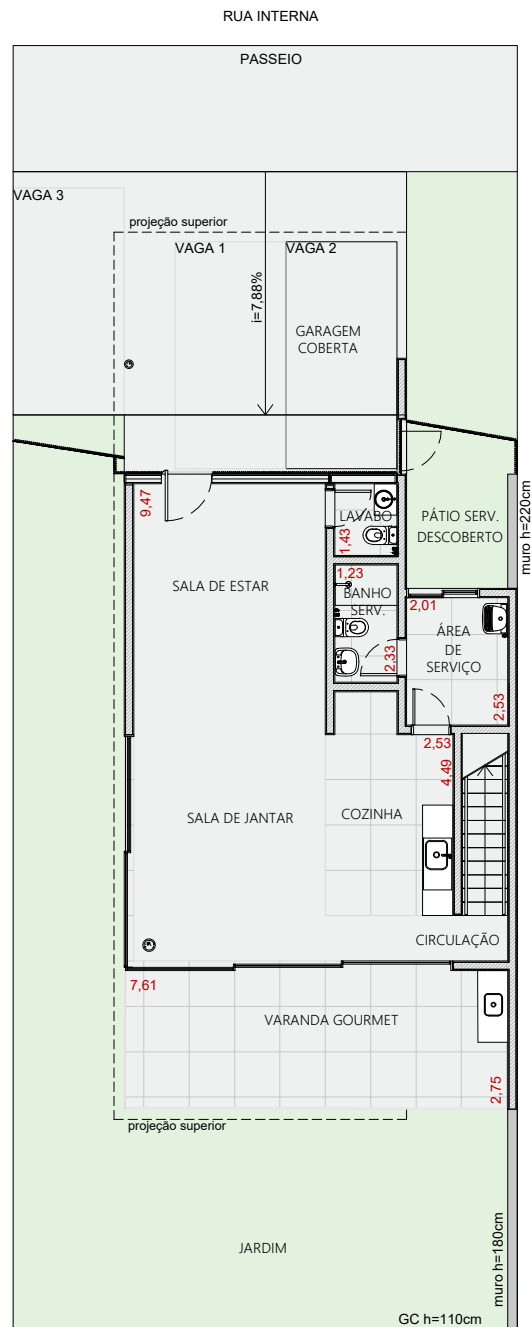 RUA INTERNA
PASSEIO
VAGA 3
projeção superior
VAGA 1
VAGA 2
i=7,88%
GARAGEM
COBERTA
9,47
LAVABO
1,43
PÁTIO SERV.
DESCOBERTO
muro h=220cm
SALA DE ESTAR
1,23
BANHO
SERV.
2,33
2,01
ÁREA
DE
SERVIÇO
2,53
2,53
4,49
SALA DE JANTAR
COZINHA
CIRCULAÇÃO
7,61
VARANDA GOURMET
2,75
projeção superior
JARDIM
muro h=180cm
GC h=110cm